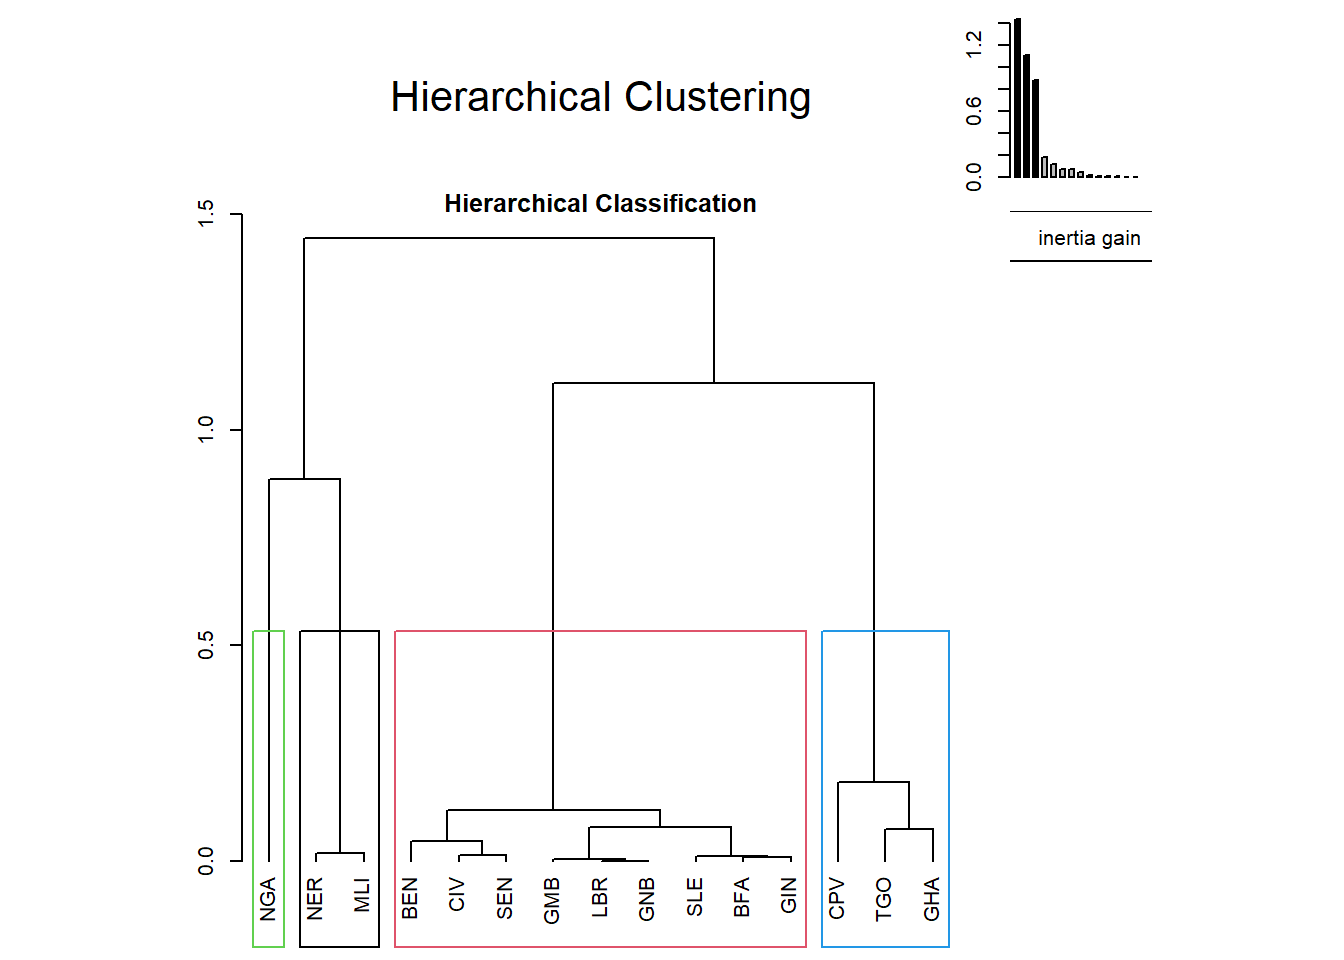 Hierarchical Clustering
Hierarchical Classification
1.5
1.0
0.5
0.0
NGA
NER
MLI
BEN
CIV
SEN
GMB
LBR
GNB
SLE
BFA
GIN
CPV
TGO
GHA
1.2
0.6
0.0
inertia gain